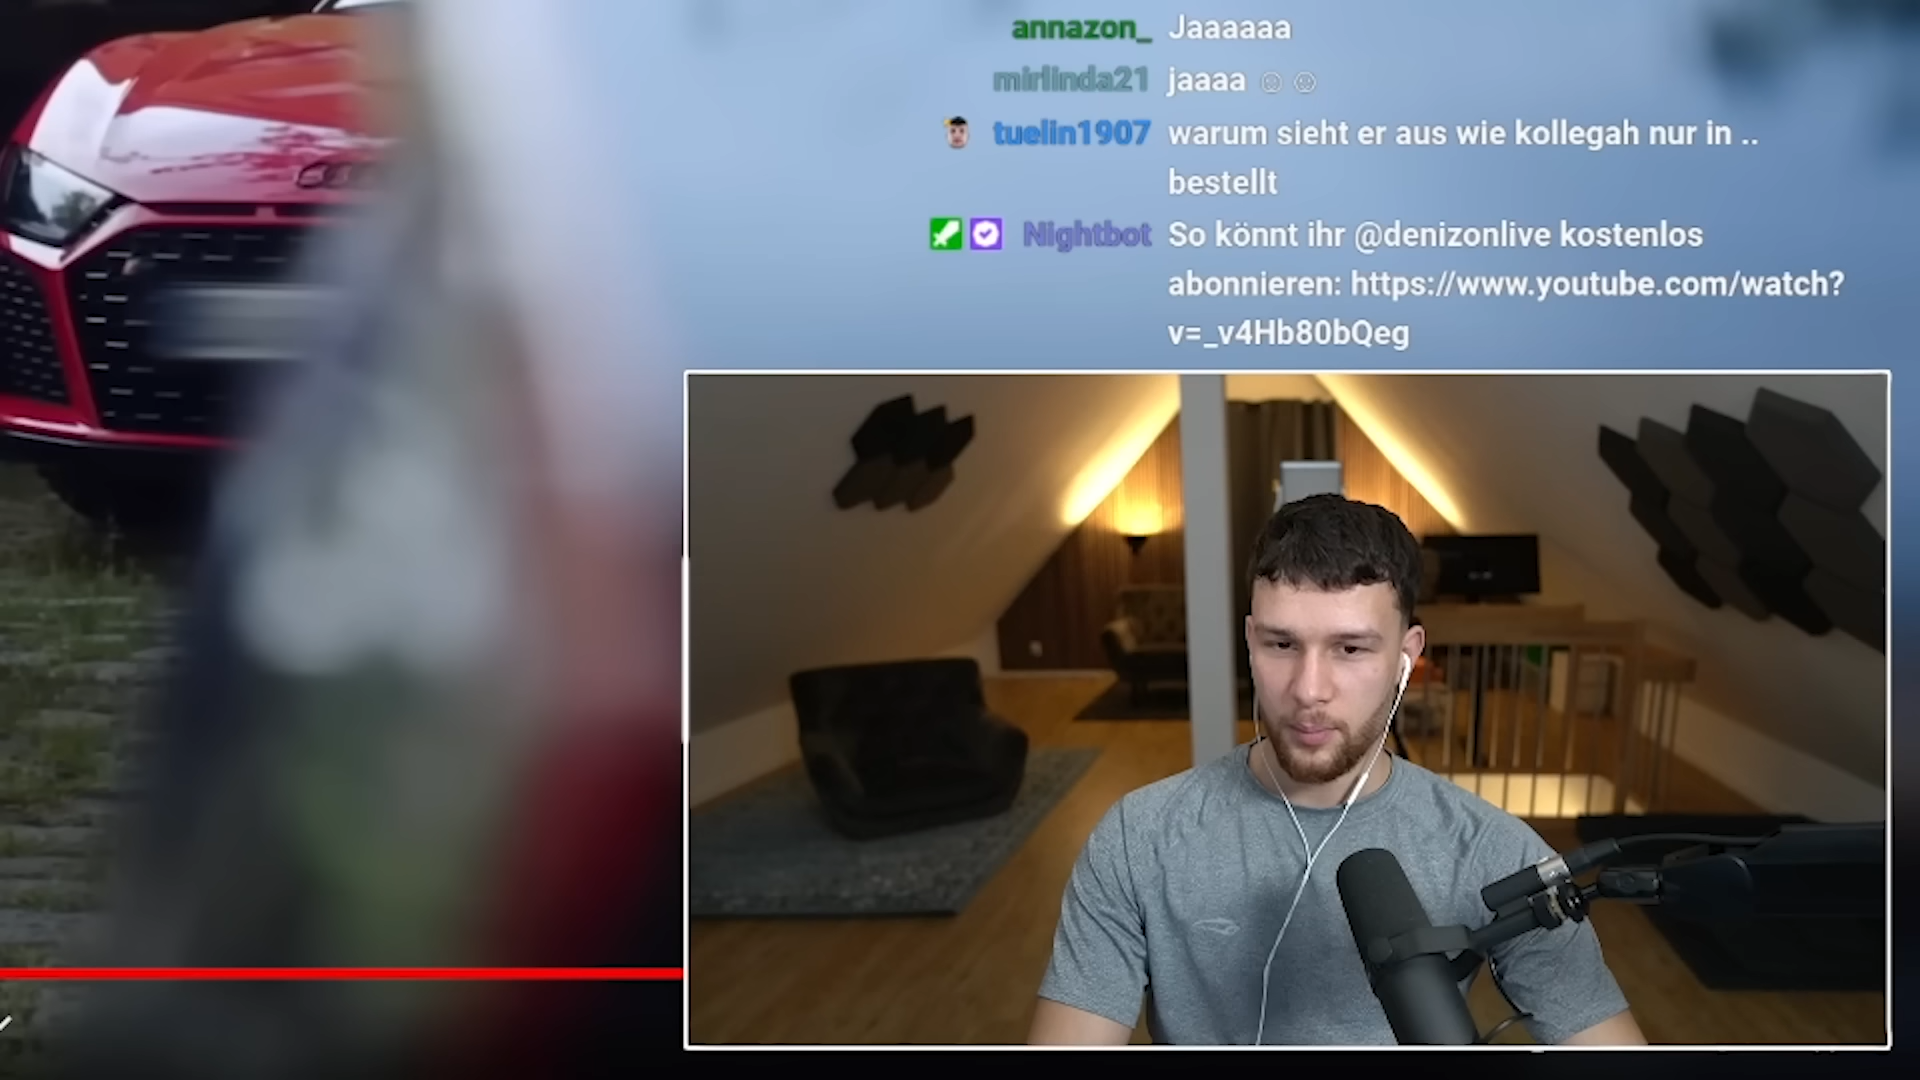 annazon_ Jaaaaaa
mirlinda21 jaaaa ☺ ☺
tuelin1907 warum sieht er aus wie kollegah nur in ..
bestellt
Nightbot So könnt ihr @denizonlive kostenlos
abonnieren: https://www.youtube.com/watch?
v=_v4Hb80bQeg